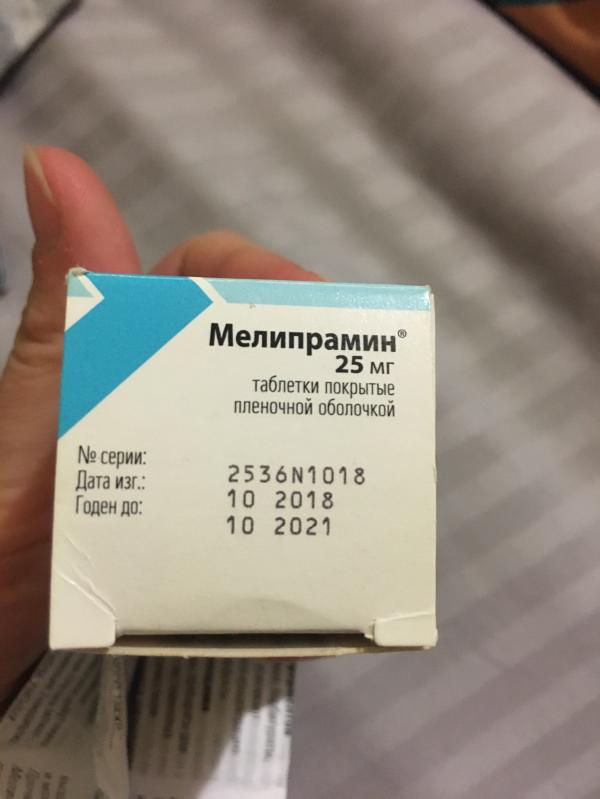 Мелипрамин®
25 мг
таблетки покрытые
пленочной оболочкой
№ серии: 2536N1018
Дата изг.: 10 2018
Годен до: 10 2021